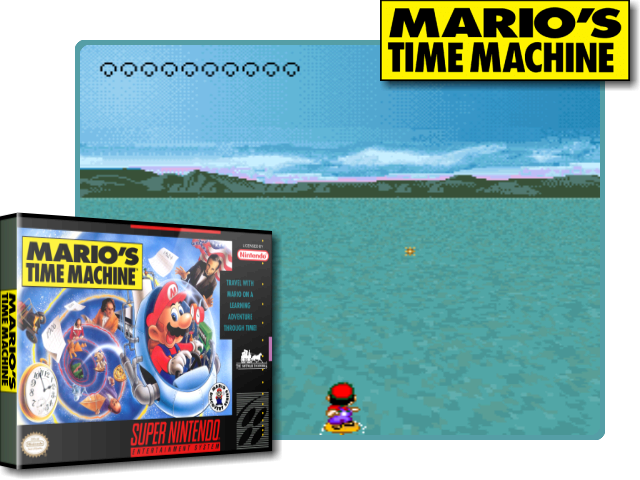 MARIO'S
TIME MACHINE
MARIO'S
TIME MACHINE
LICENSED BY
Nintendo
TRAVEL WITH
MARIO ON A
LEARNING
ADVENTURE
THROUGH TIME!
MARIO'S
TIME MACHINE
SUPER NINTENDO
ENTERTAINMENT SYSTEM